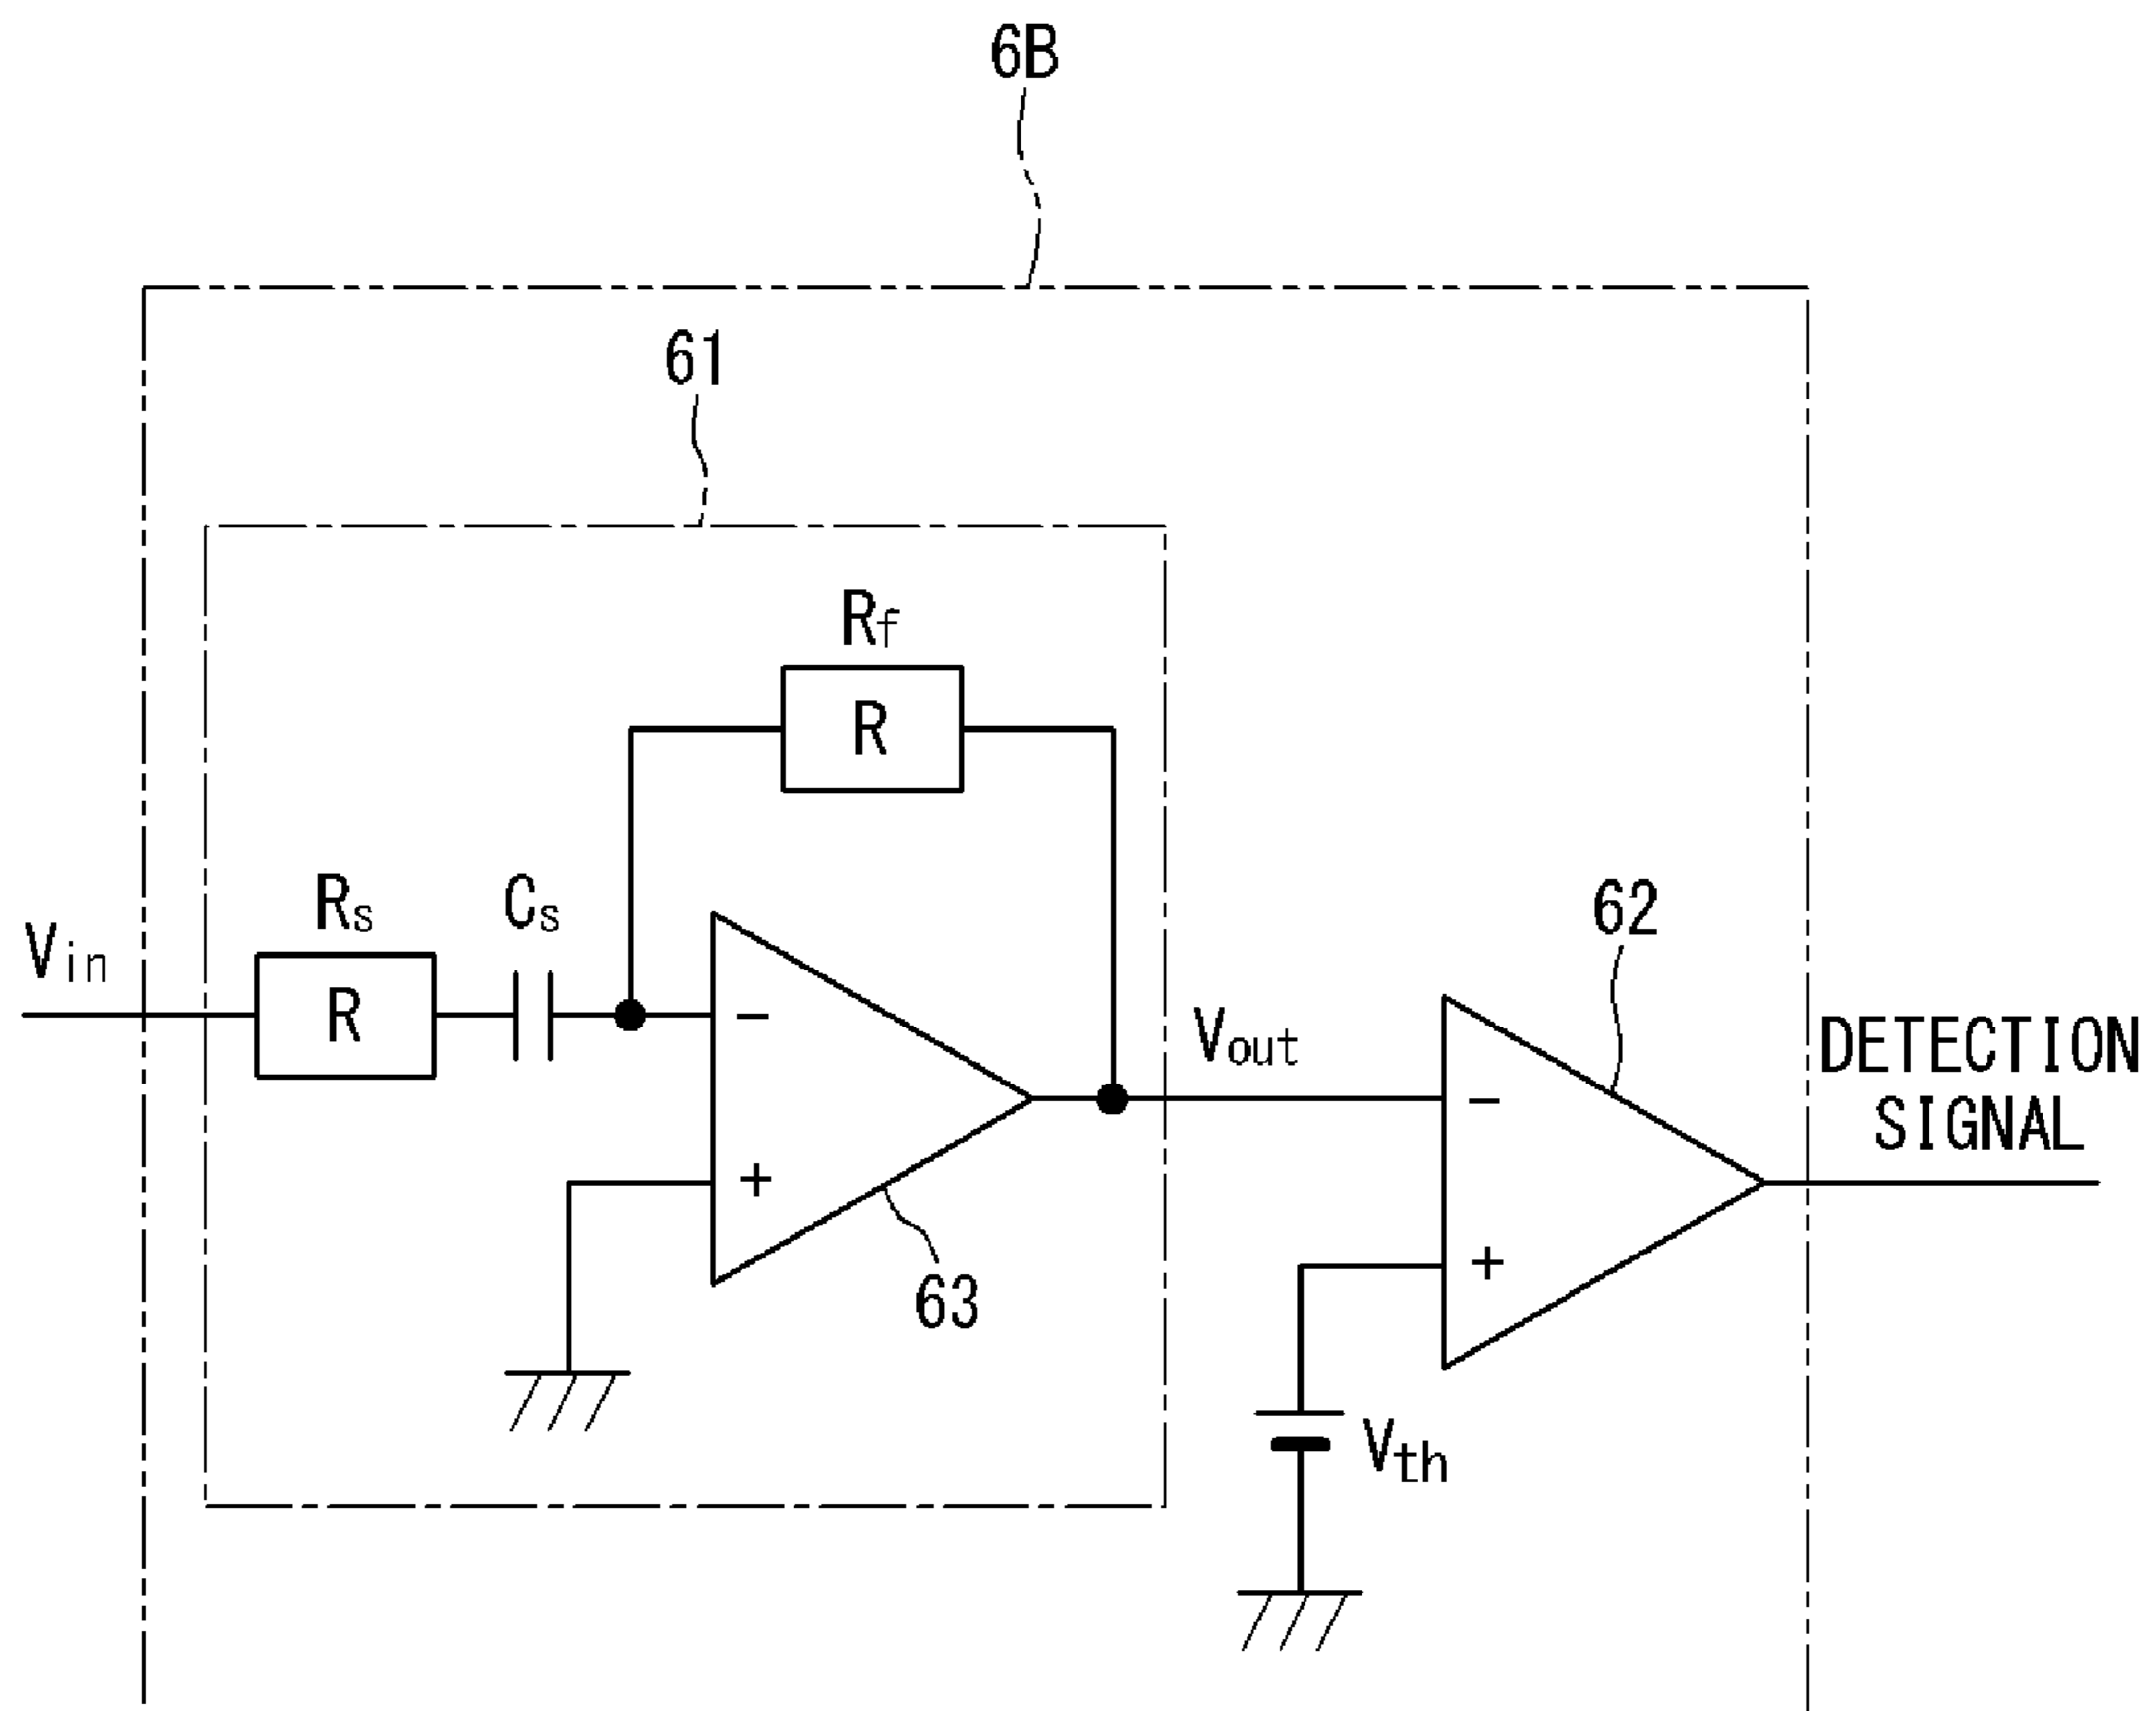 6B
61
Rf
R
Rs
Cs
Vin
R
−
+
63
Vout
62
−
+
Vth
DETECTION
SIGNAL